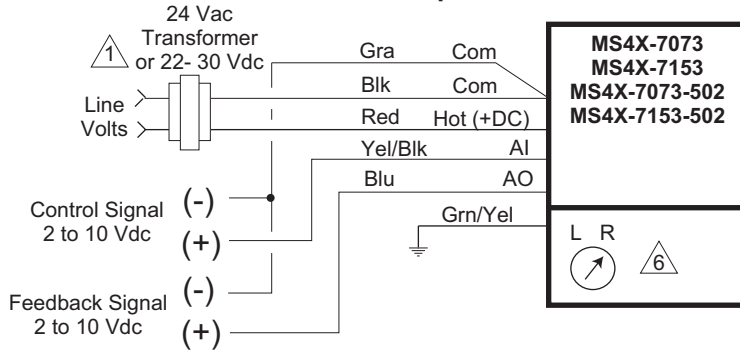 24 Vac
Transformer
or 22- 30 Vdc
1
Line
Volts
Gra Com
Blk Com
Red Hot (+DC)
Yel/Blk AI
Blu AO
Grn/Yel
Control Signal
2 to 10 Vdc
(-)
(+)
Feedback Signal
2 to 10 Vdc
(-)
(+)
MS4X-7073
MS4X-7153
MS4X-7073-502
MS4X-7153-502
L R
6